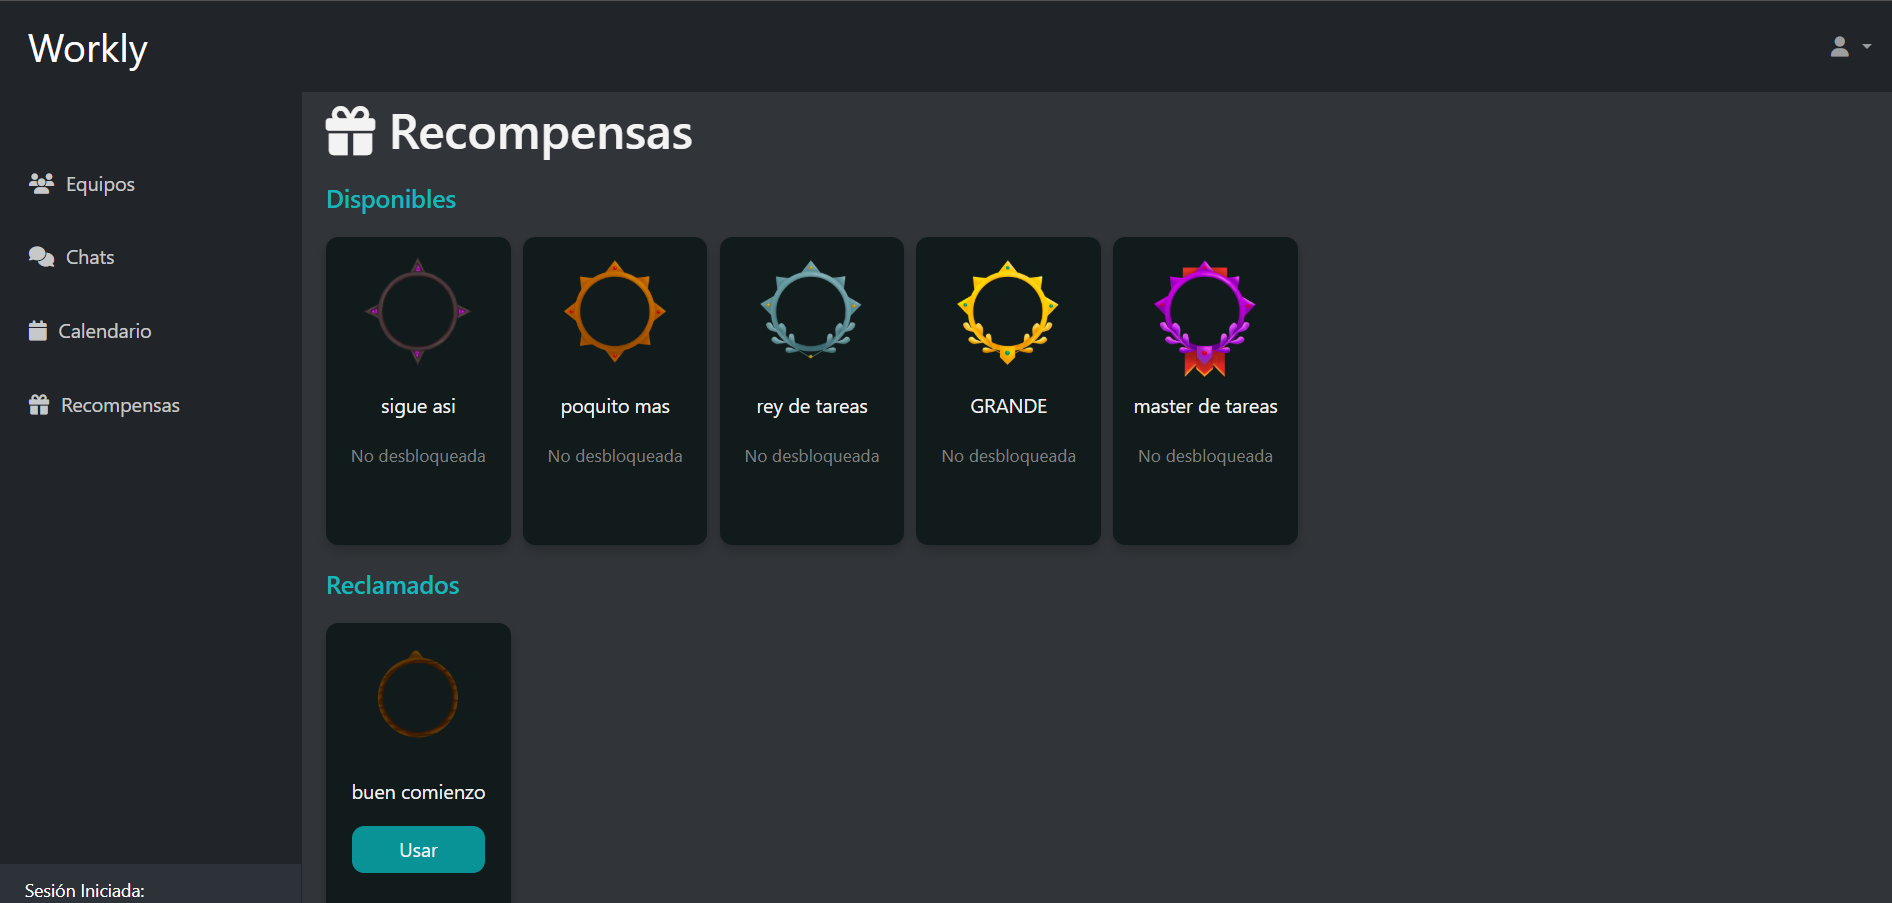 Workly
Equipos
Chats
Calendario
Recompensas
Sesión Iniciada:
Recompensas
Disponibles
sigue asi
No desbloqueada
poquito mas
No desbloqueada
rey de tareas
No desbloqueada
GRANDE
No desbloqueada
master de tareas
No desbloqueada
Reclamados
buen comienzo
Usar